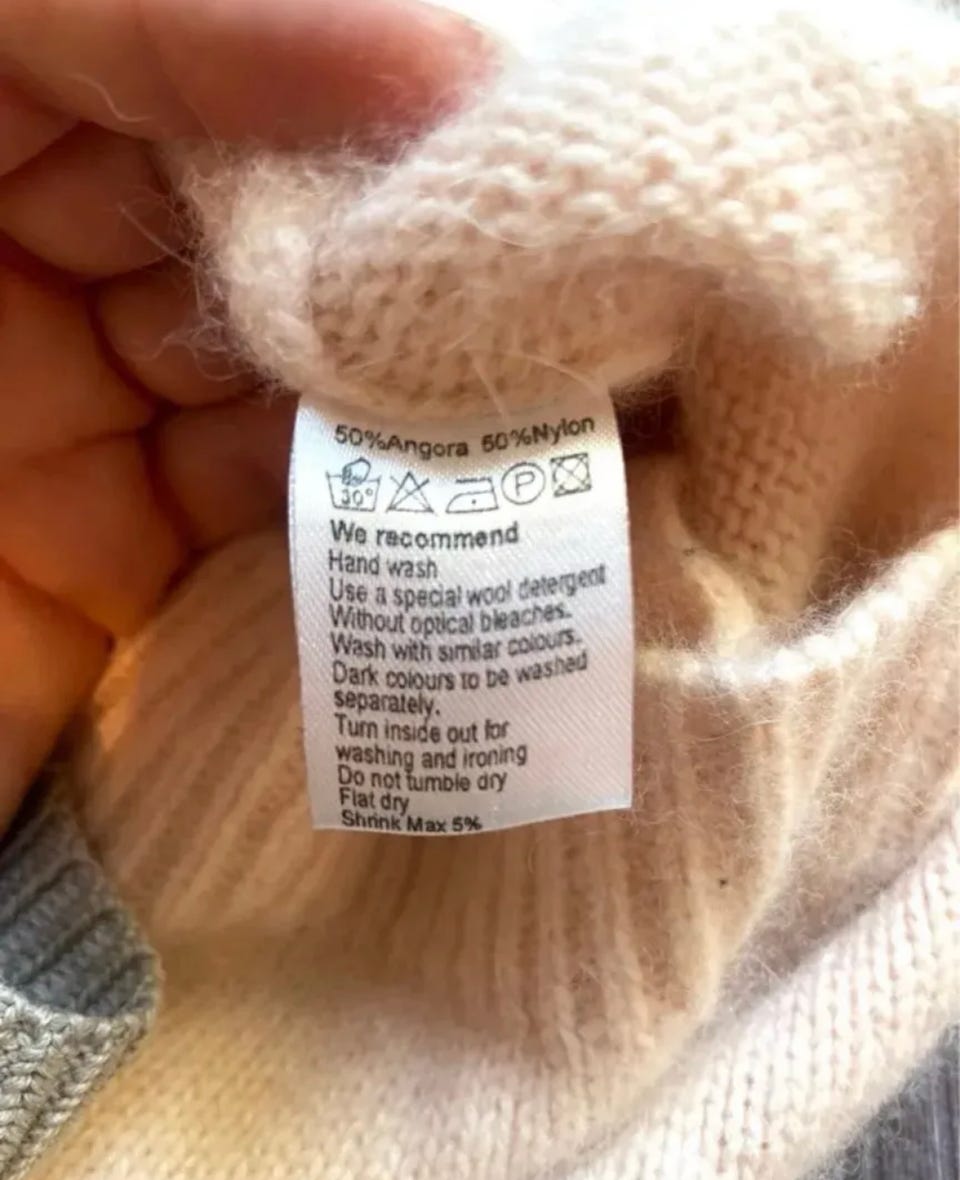 50%Angora 50%Nylon
30° P
We recommend
Hand wash
Use a special wool detergent
Without optical bleaches.
Wash with similar colours.
Dark colours to be washed
separately.
Turn inside out for
washing and ironing
Do not tumble dry
Flat dry
Shrink Max 5%